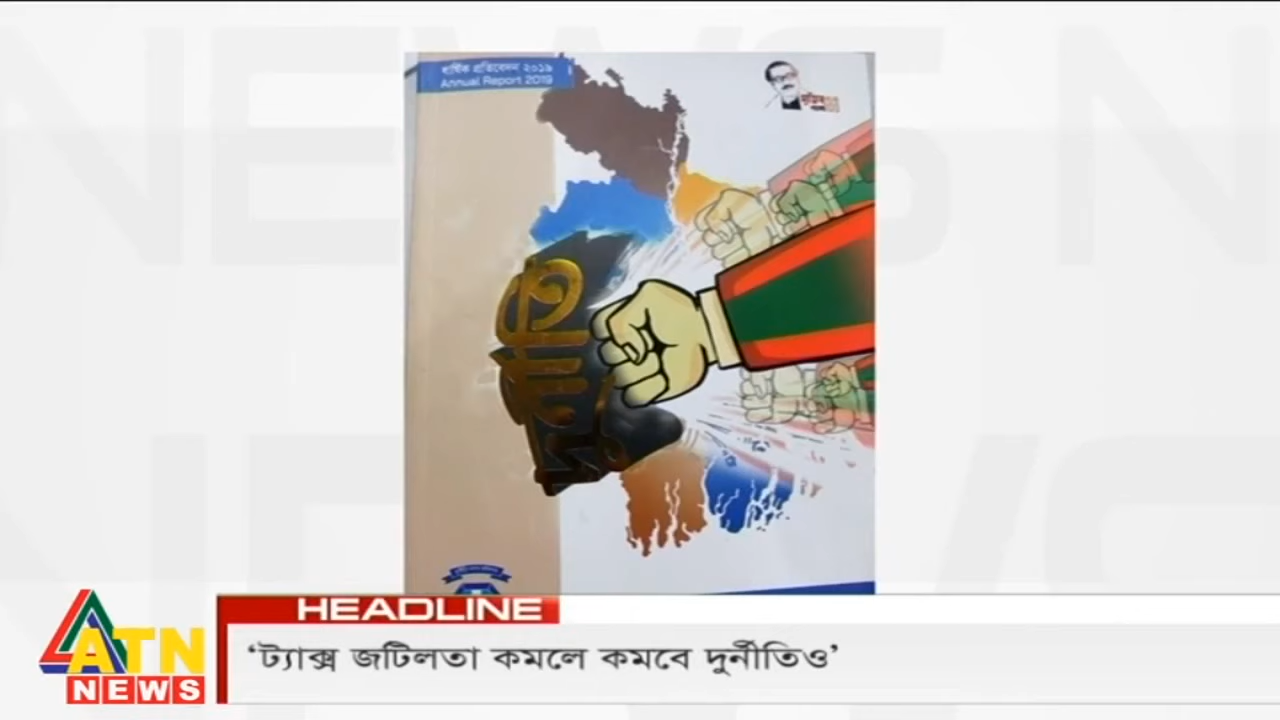 বার্ষিক প্রতিবেদন ২০১৯
Annual Report 2019
মুজিব
দুর্নীতি
ATN
NEWS
HEADLINE
‘ট্যাক্স জটিলতা কমলে কমবে দুর্নীতিও’